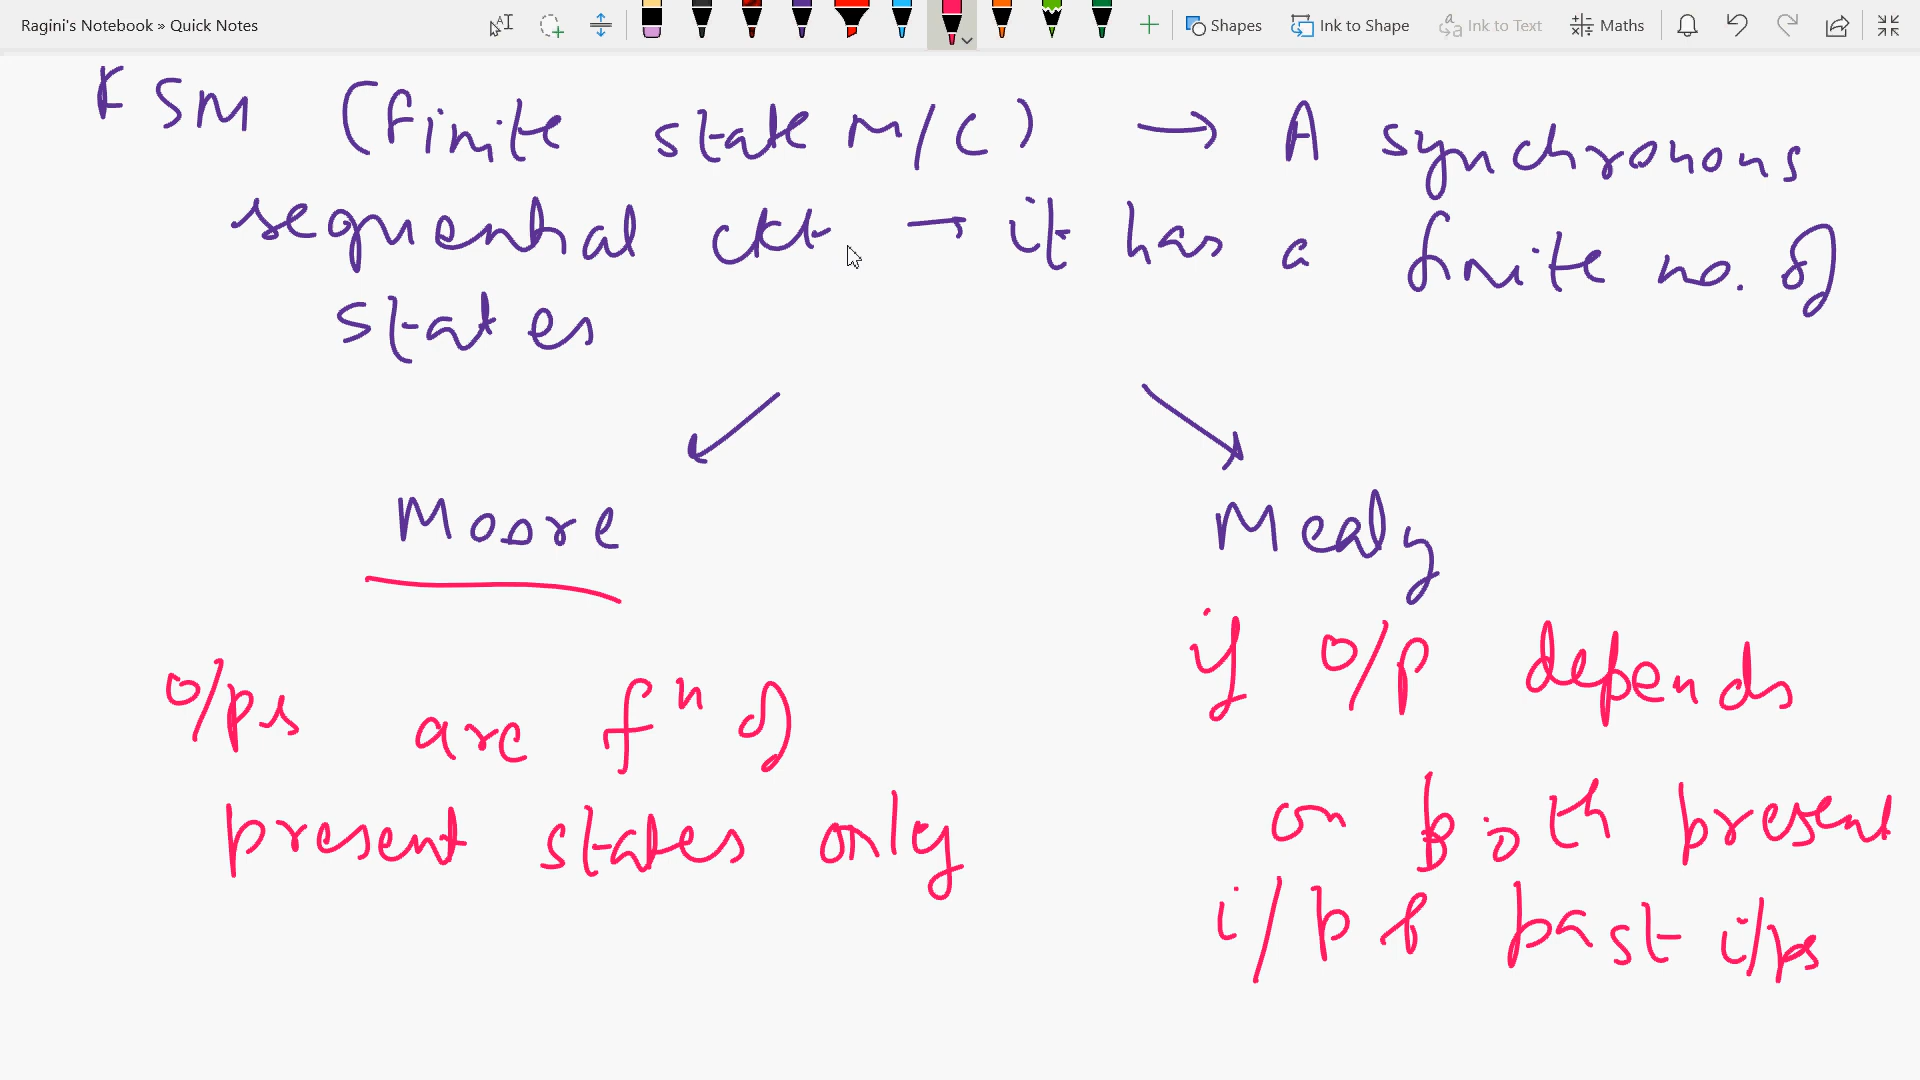 Ragini's Notebook » Quick Notes
Shapes
Ink to Shape
Ink to Text
Maths
FSM (finite state M/C) → A synchronous
sequential ckt → it has a finite no. of
states
Moore
Mealy
o/ps are fⁿ of
present states only
if o/p depends
on both present
i/p & past i/ps